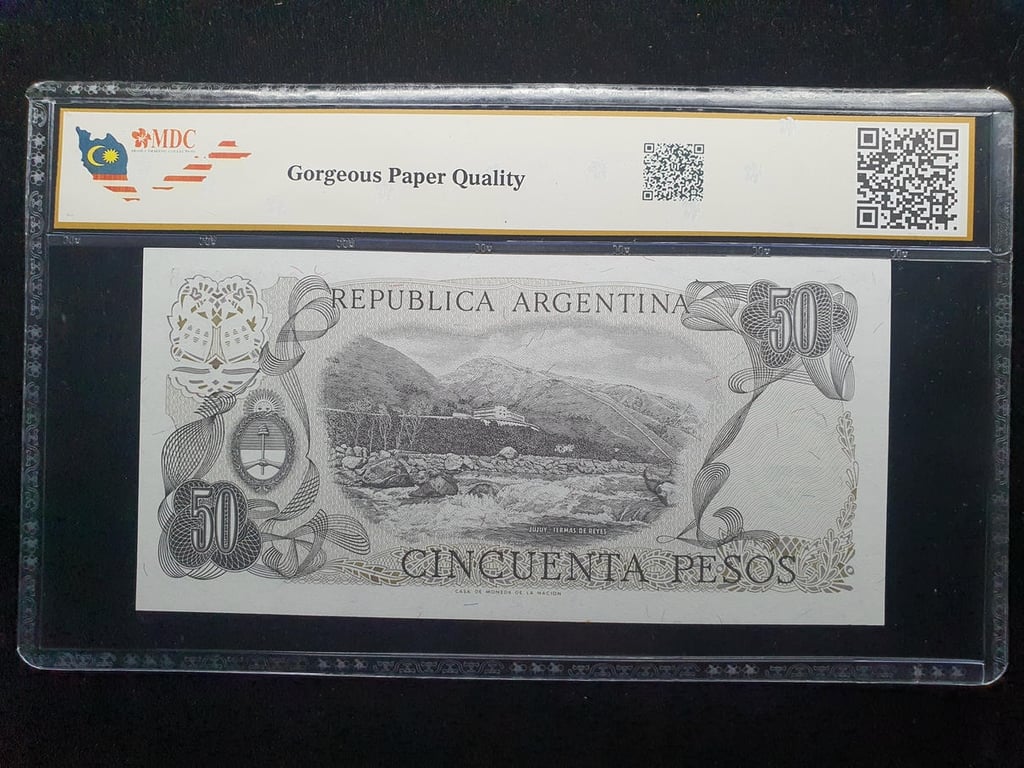 MDC
Gorgeous Paper Quality
REPUBLICA ARGENTINA
50
50
JUJUY - TERMAS DE REYES
CINCUENTA PESOS
CASA DE MONEDA DE LA NACION